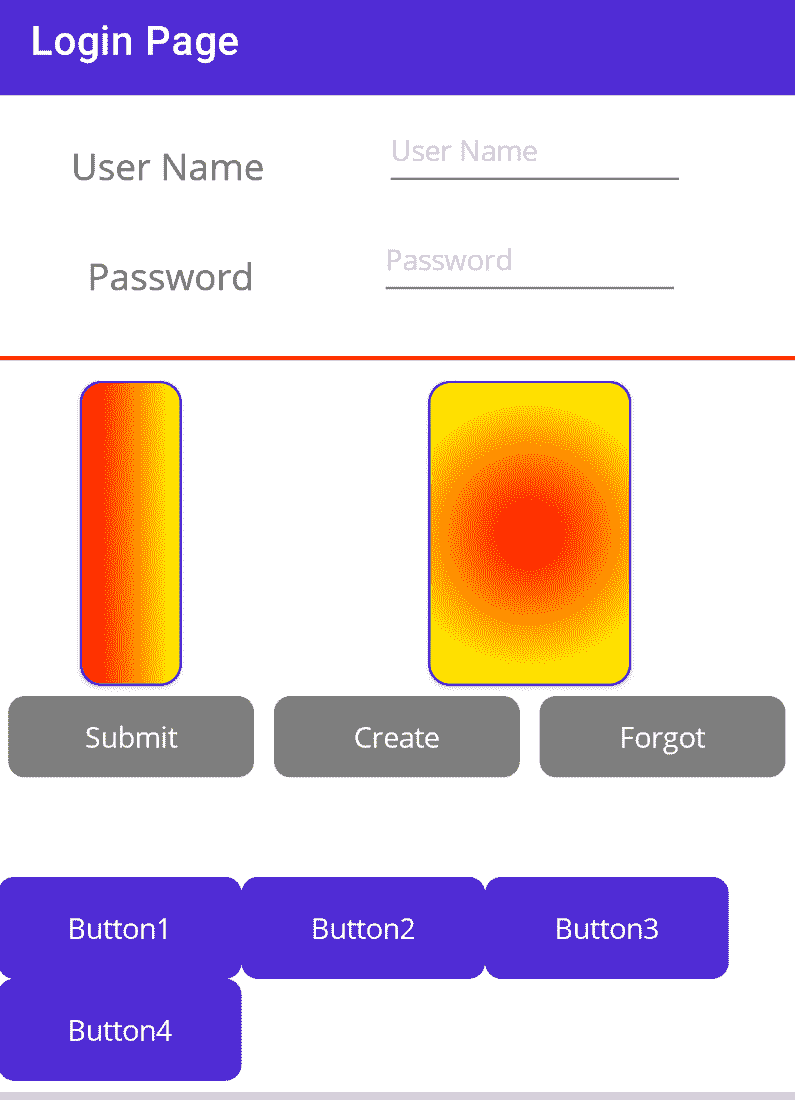 Login Page
User Name User Name
Password Password
Submit Create Forgot
Button1 Button2 Button3
Button4